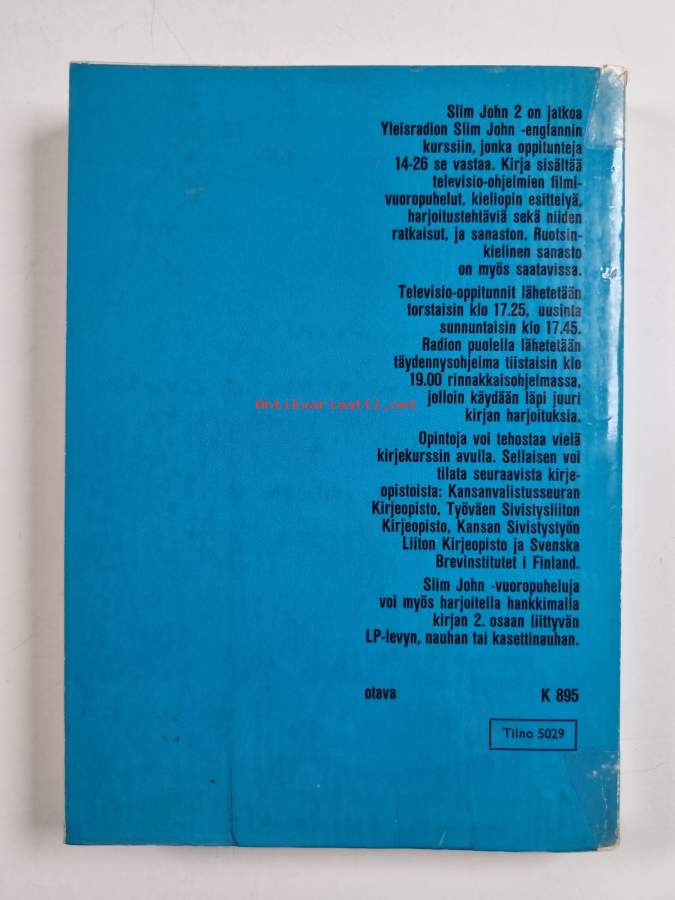 Slim John 2 on jatkoa
Yleisradion Slim John -englannin
kurssiin, jonka oppitunteja
14-26 se vastaa. Kirja sisältää
televisio-ohjelmien filmi-
vuoropuhelut, kieliopin esittelyä,
harjoitustehtäviä sekä niiden
ratkaisut, ja sanaston. Ruotsin-
kielinen sanasto
on myös saatavissa.
Televisio-oppitunnit lähetetään
torstaisin klo 17.25, uusinta
sunnuntaisin klo 17.45.
Radion puolella lähetetään
täydennysohjelma tiistaisin klo
19.00 rinnakkaisohjelmassa,
jolloin käydään läpi juuri
kirjan harjoituksia.
Antikvariaatti.net
Opintoja voi tehostaa vielä
kirjekurssin avulla. Sellaisen voi
tilata seuraavista kirje-
opistoista: Kansanvalistusseuran
Kirjeopisto, Työväen Sivistysliiton
Kirjeopisto, Kansan Sivistystyön
Liiton Kirjeopisto ja Svenska
Brevinstitutet i Finland.
Slim John -vuoropuheluja
voi myös harjoitella hankkimalla
kirjan 2. osaan liittyvän
LP-levyn, nauhan tai kasettinauhan.
otava K 895
Tilno 5029